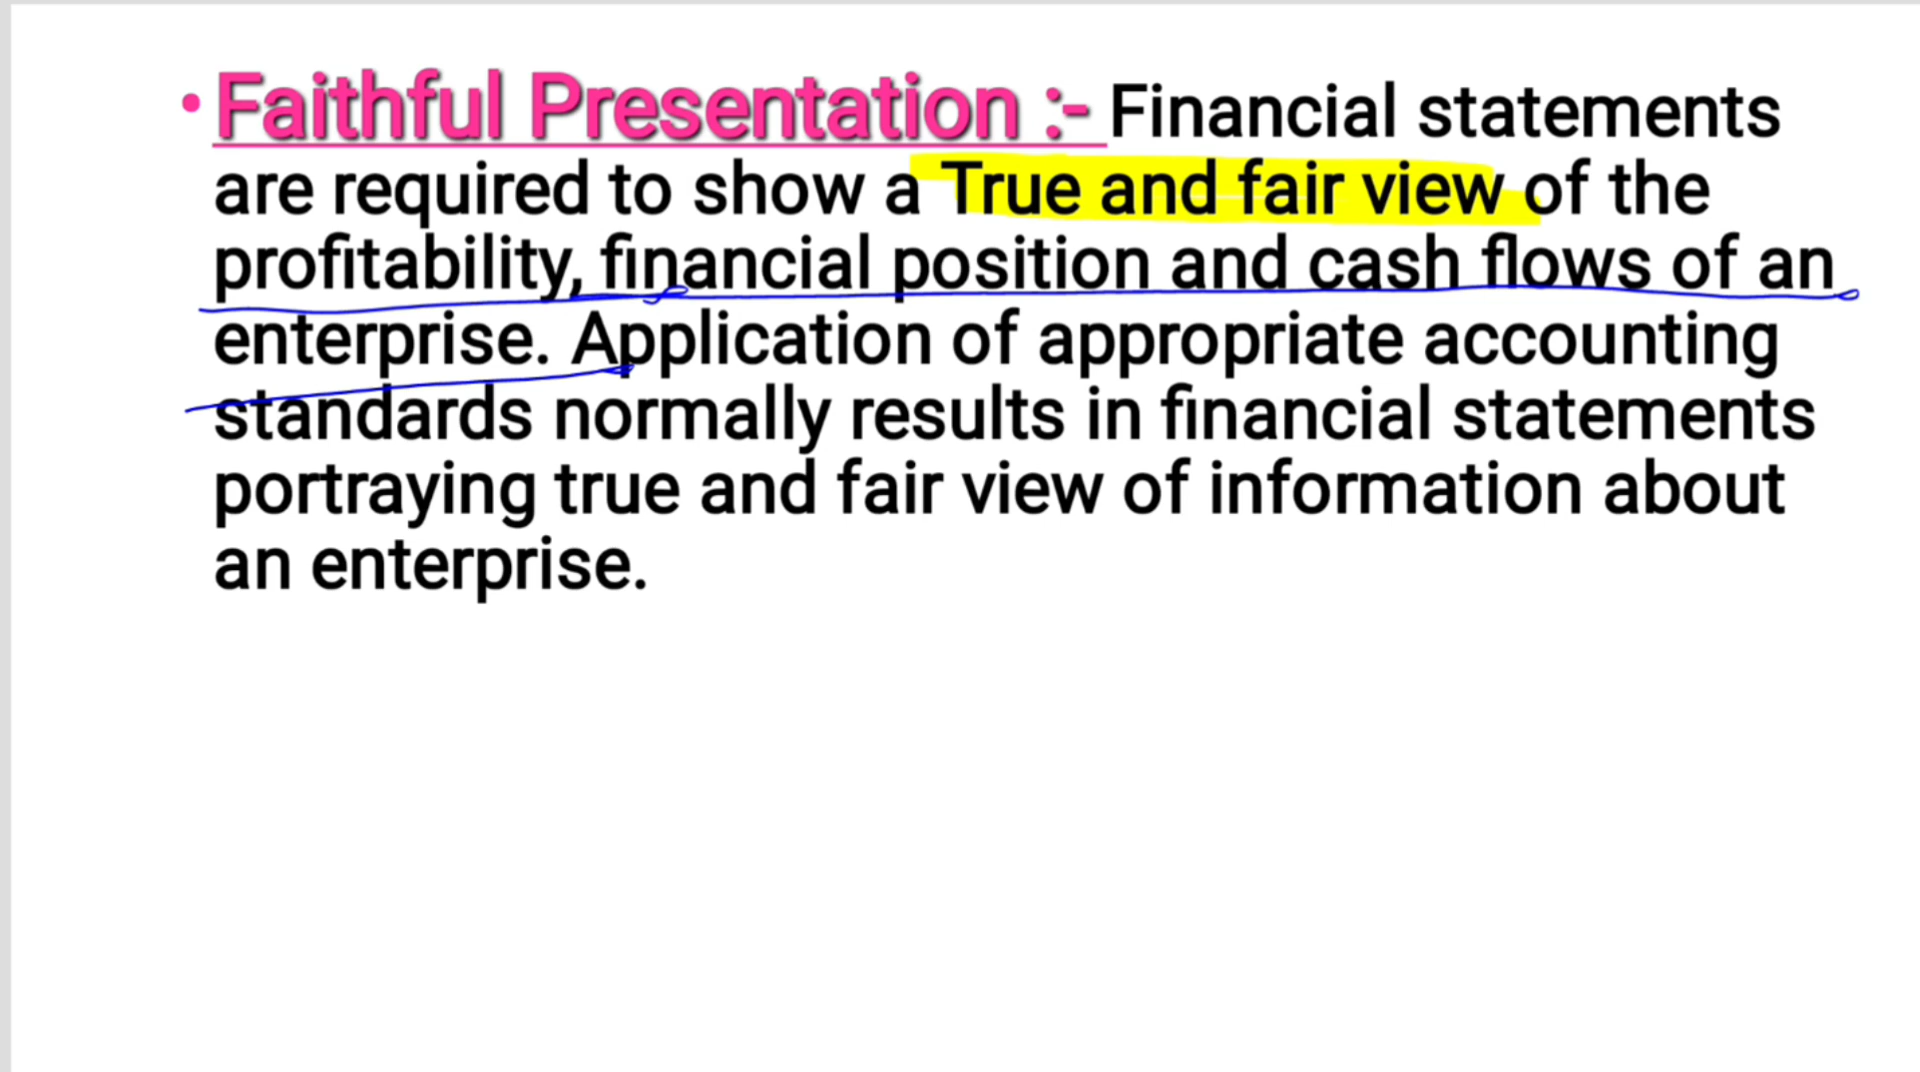 • Faithful Presentation :- Financial statements
are required to show a True and fair view of the
profitability, financial position and cash flows of an
enterprise. Application of appropriate accounting
standards normally results in financial statements
portraying true and fair view of information about
an enterprise.